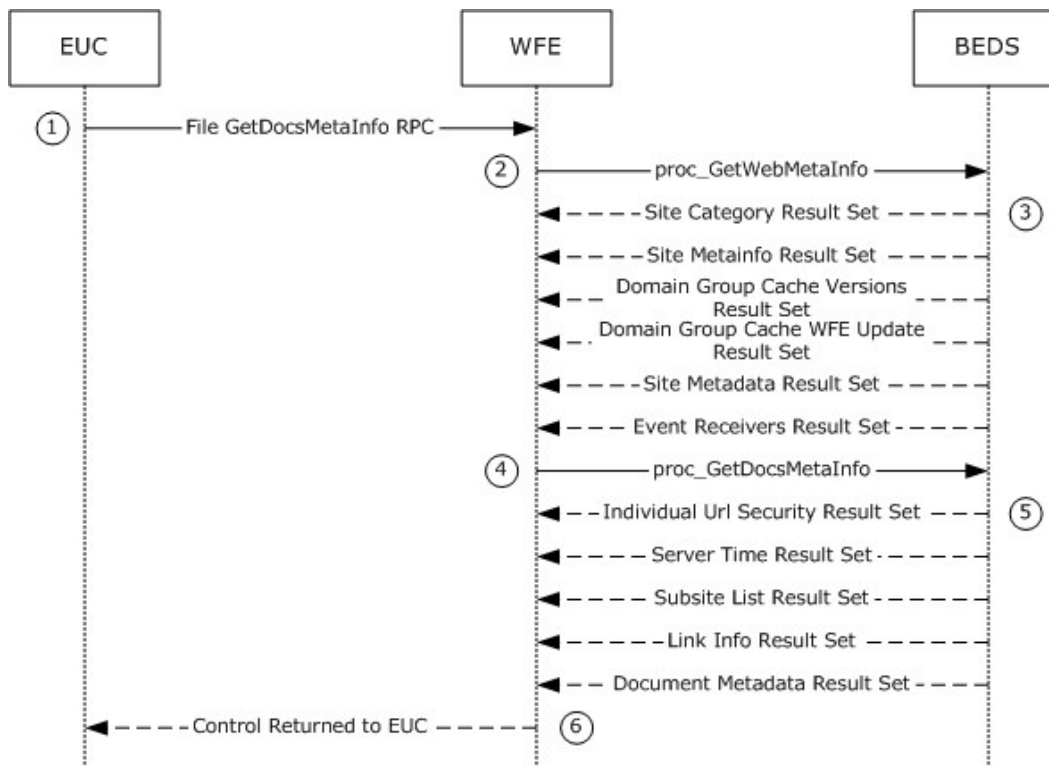 EUC
WFE
BEDS
1
File GetDocsMetaInfo RPC
2
proc_GetWebMetaInfo
Site Category Result Set
3
Site Metainfo Result Set
Domain Group Cache Versions
Result Set
Domain Group Cache WFE Update
Result Set
Site Metadata Result Set
Event Receivers Result Set
4
proc_GetDocsMetaInfo
Individual Url Security Result Set
5
Server Time Result Set
Subsite List Result Set
Link Info Result Set
Document Metadata Result Set
Control Returned to EUC
6